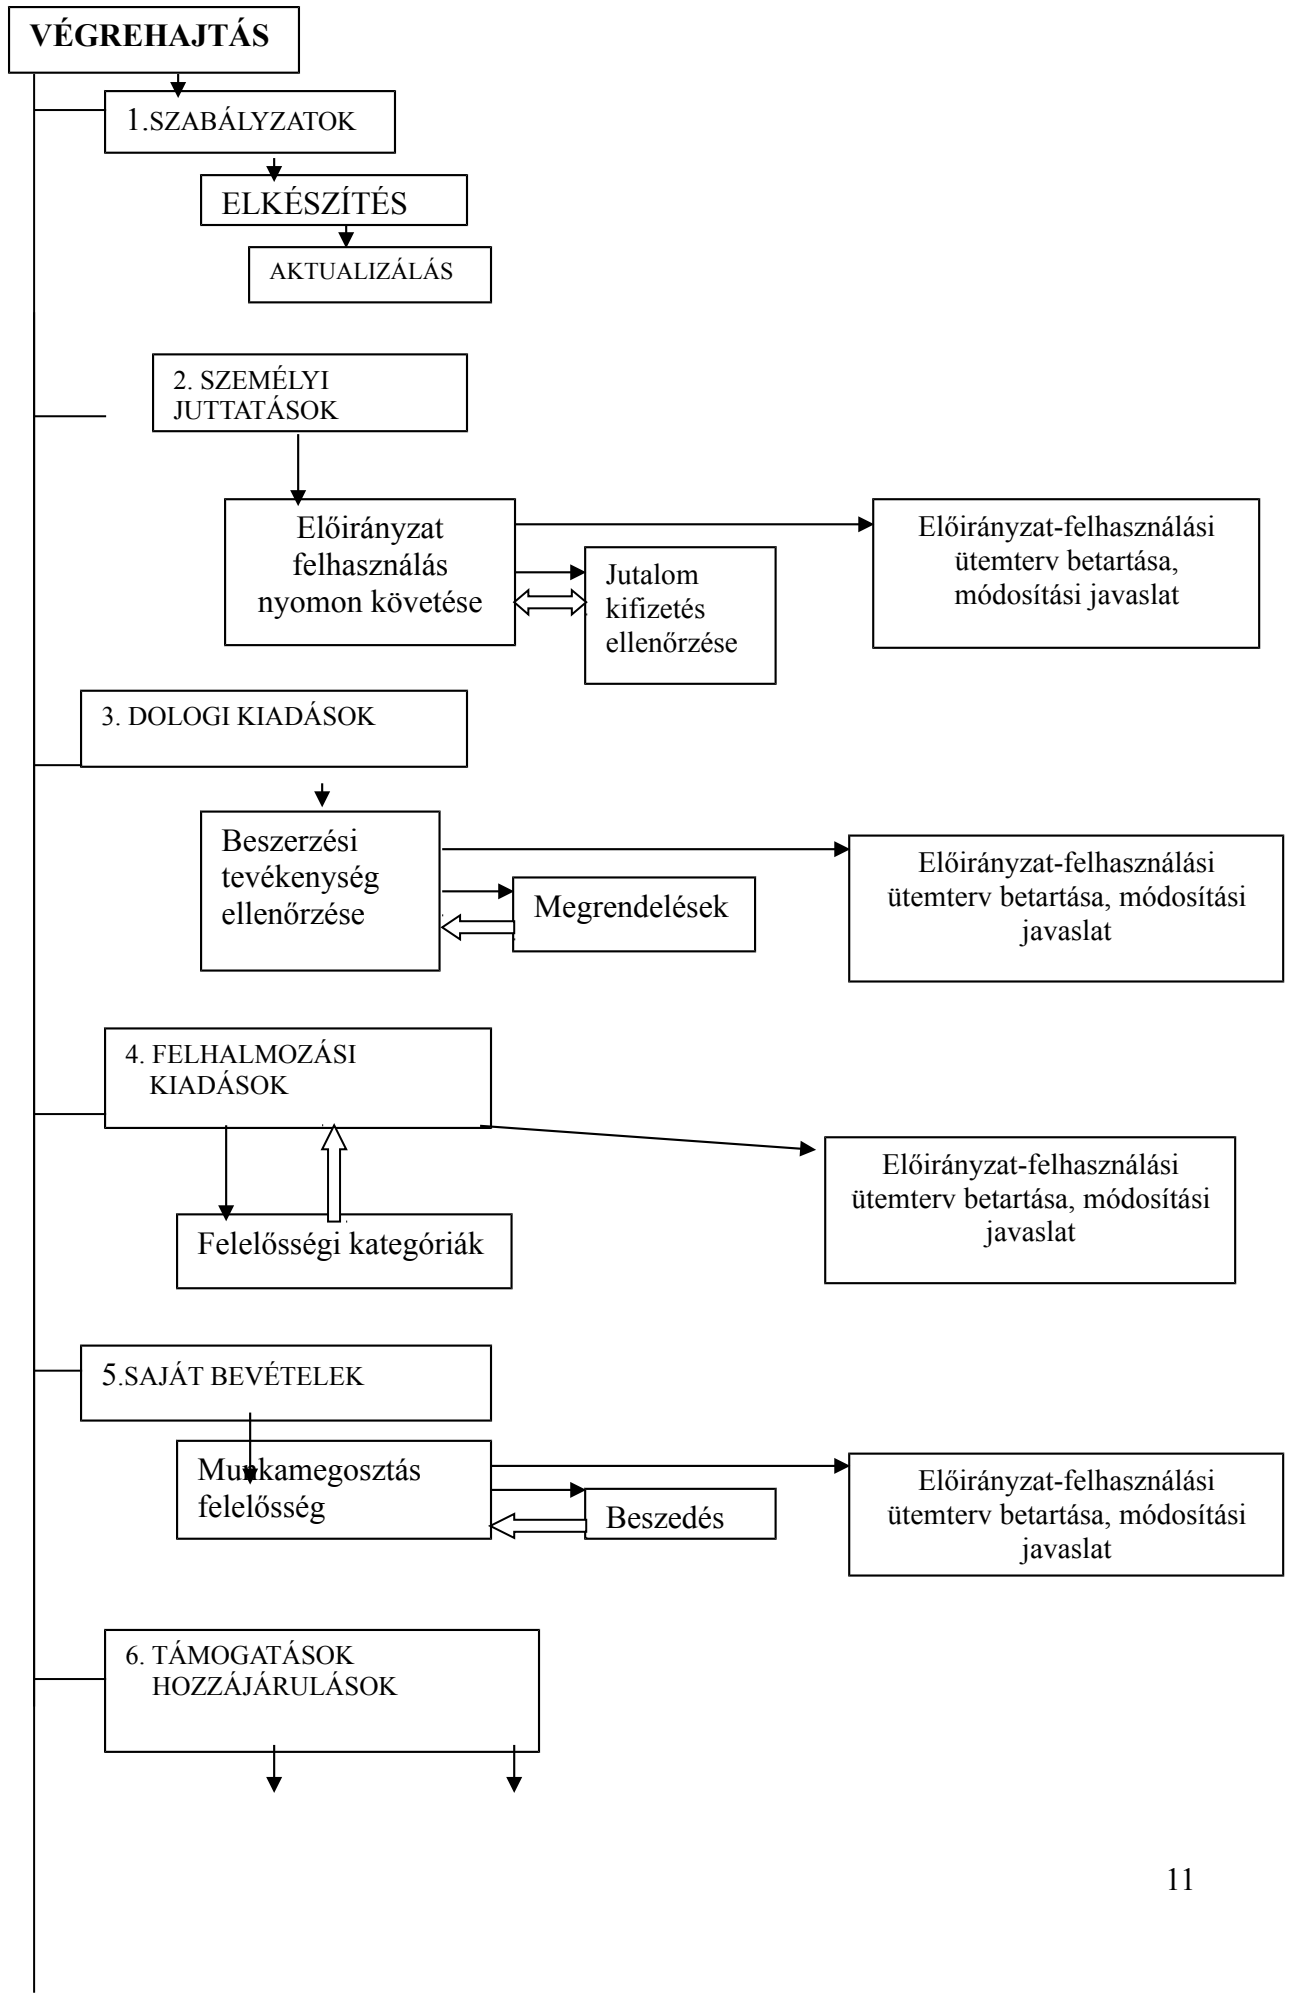 VÉGREHAJTÁS
1.SZABÁLYZATOK
ELKÉSZÍTÉS
AKTUALIZÁLÁS
2. SZEMÉLYI
JUTTATÁSOK
Előirányzat
felhasználás
nyomon követése
Jutalom
kifizetés
ellenőrzése
Előirányzat-felhasználási
ütemterv betartása,
módosítási javaslat
3. DOLOGI KIADÁSOK
Beszerzési
tevékenység
ellenőrzése
Megrendelések
Előirányzat-felhasználási
ütemterv betartása, módosítási
javaslat
4. FELHALMOZÁSI
KIADÁSOK
Felelősségi kategóriák
Előirányzat-felhasználási
ütemterv betartása, módosítási
javaslat
5.SAJÁT BEVÉTELEK
Munkamegosztás
felelősség
Beszedés
Előirányzat-felhasználási
ütemterv betartása, módosítási
javaslat
6. TÁMOGATÁSOK
HOZZÁJÁRULÁSOK
11